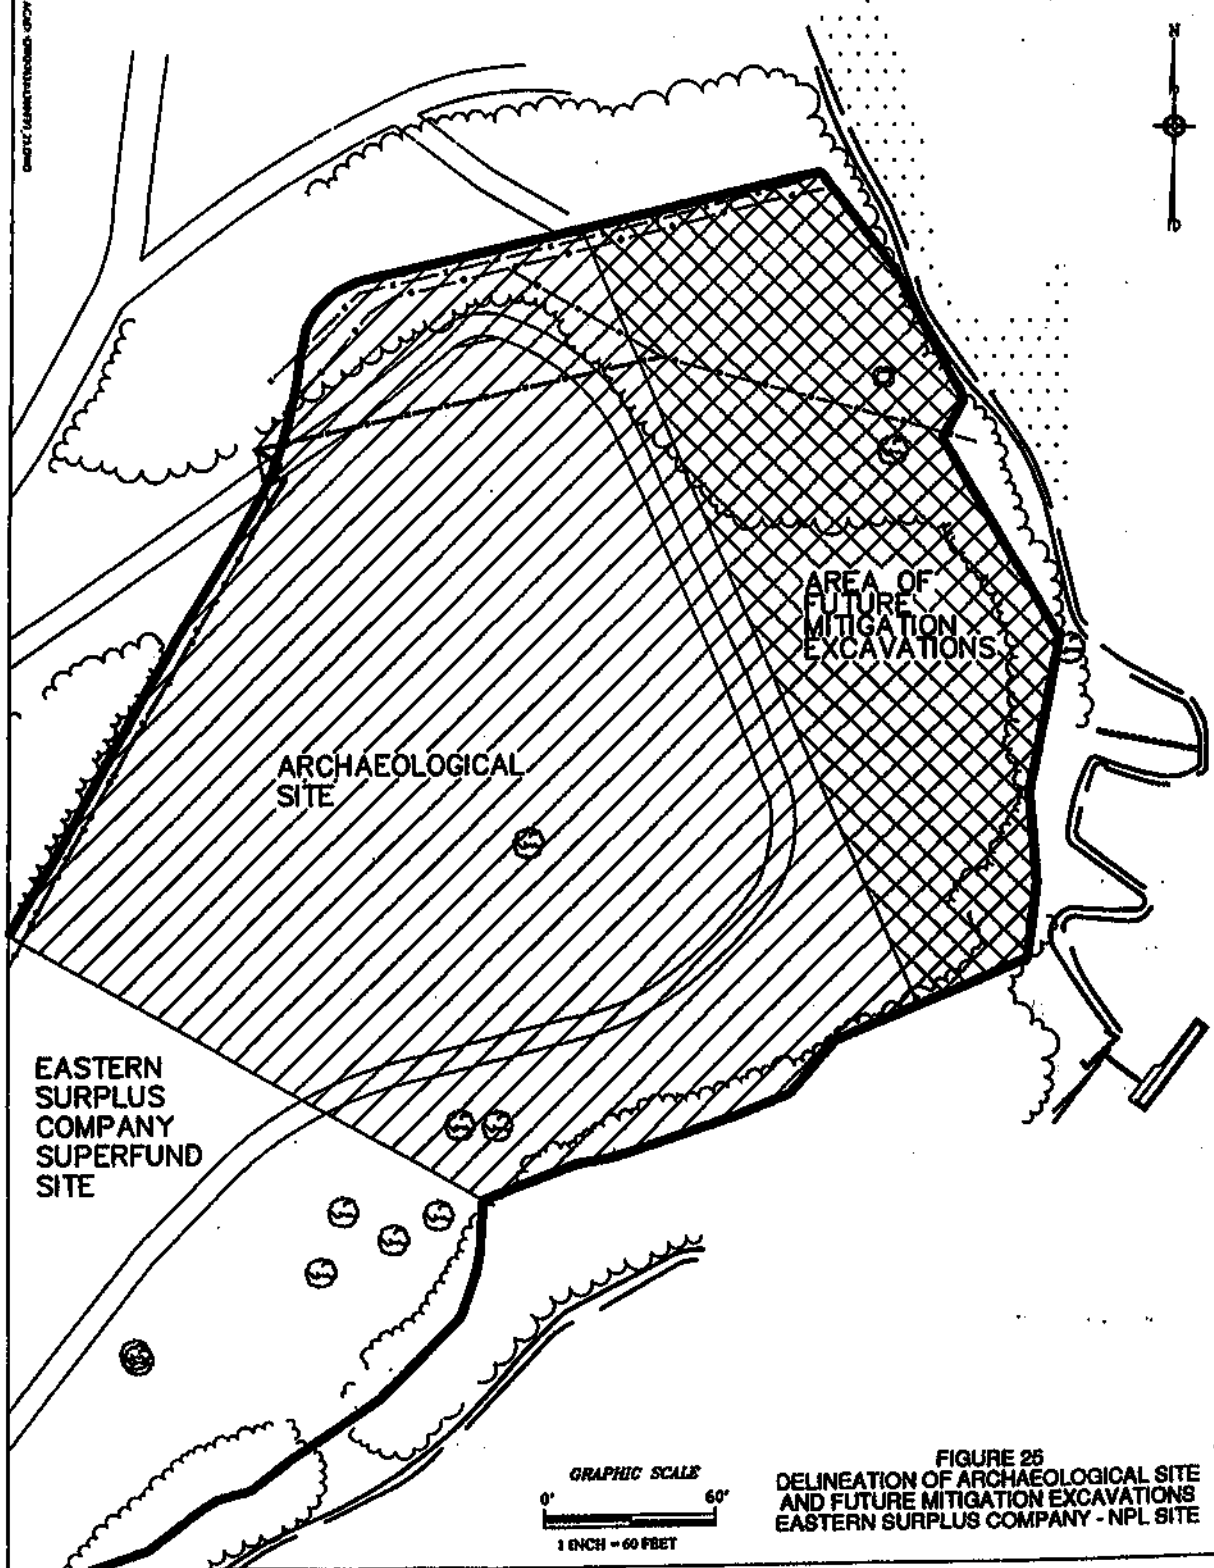 AREA OF
FUTURE
MITIGATION
EXCAVATIONS
ARCHAEOLOGICAL
SITE
EASTERN
SURPLUS
COMPANY
SUPERFUND
SITE
GRAPHIC SCALE
0' 60'
1 INCH = 60 FEET
FIGURE 25
DELINEATION OF ARCHAEOLOGICAL SITE
AND FUTURE MITIGATION EXCAVATIONS
EASTERN SURPLUS COMPANY - NPL SITE